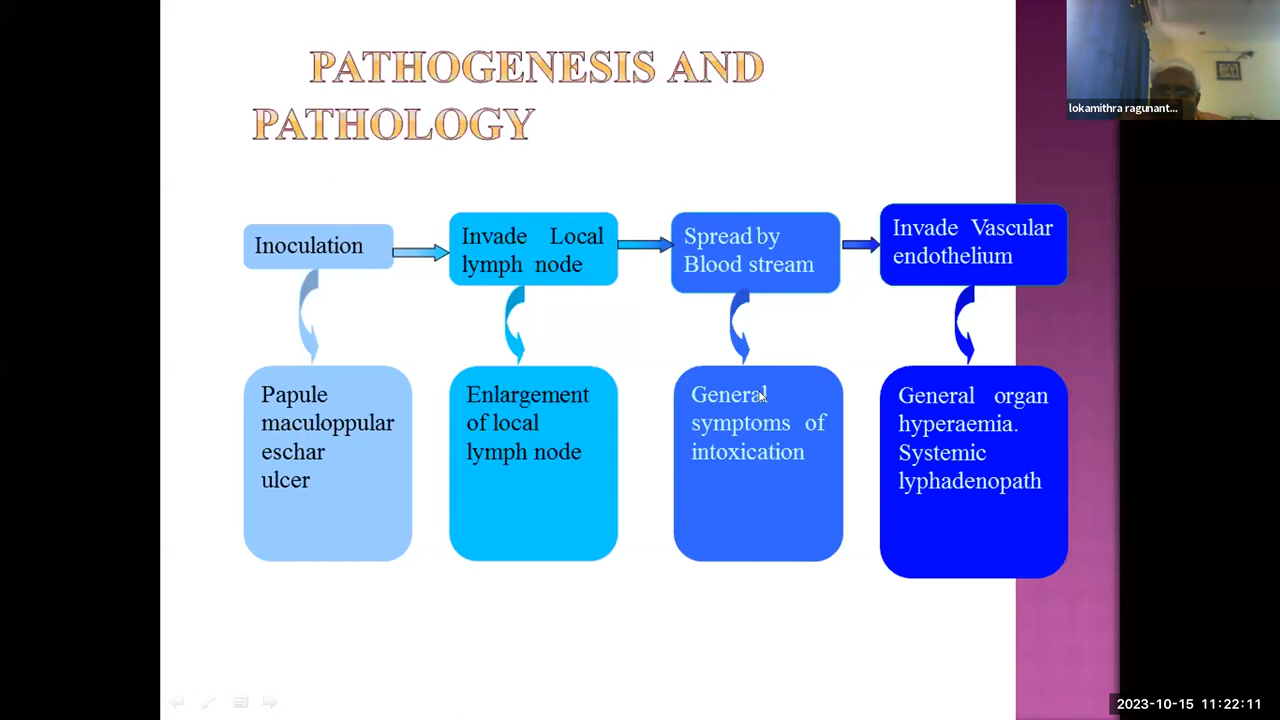 PATHOGENESIS AND
PATHOLOGY
lokamithra ragunant...
Inoculation
Invade Local
lymph node
Spread by
Blood stream
Invade Vascular
endothelium
Papule
maculoppular
eschar
ulcer
Enlargement
of local
lymph node
General
symptoms of
intoxication
General organ
hyperaemia.
Systemic
lyphadenopath
2023-10-15 11:22:11